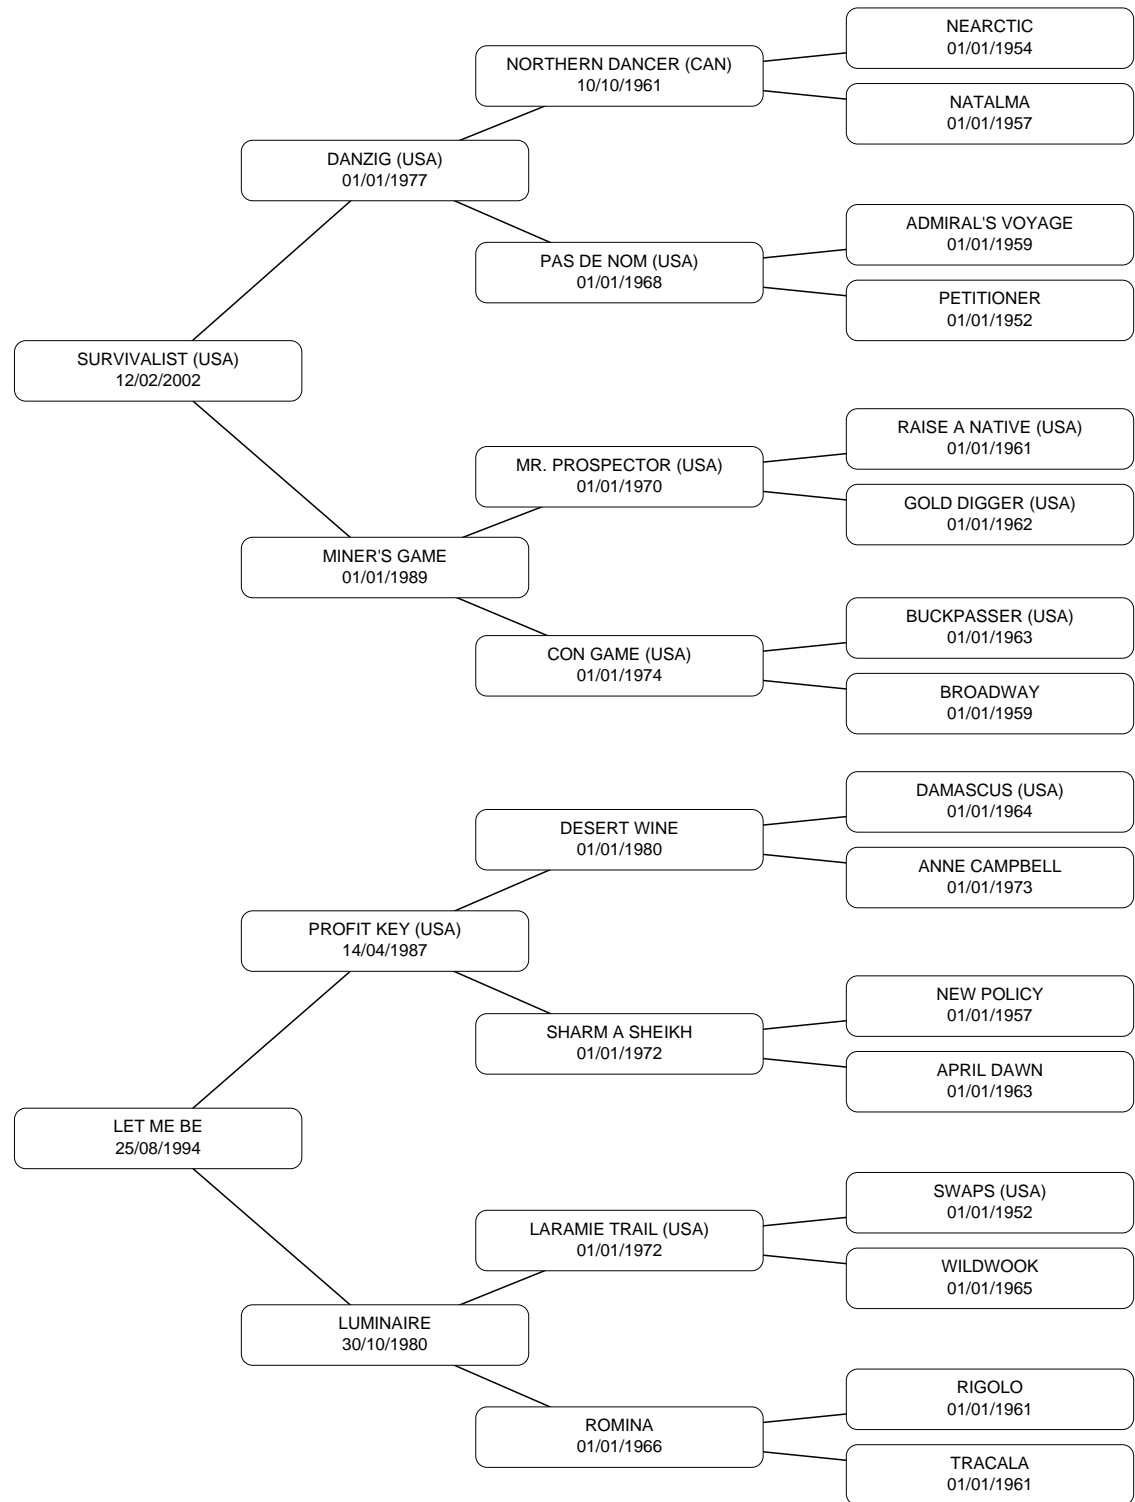 NEARCTIC
01/01/1954
NORTHERN DANCER (CAN)
10/10/1961
NATALMA
01/01/1957
DANZIG (USA)
01/01/1977
ADMIRAL'S VOYAGE
01/01/1959
PAS DE NOM (USA)
01/01/1968
PETITIONER
01/01/1952
SURVIVALIST (USA)
12/02/2002
RAISE A NATIVE (USA)
01/01/1961
MR. PROSPECTOR (USA)
01/01/1970
GOLD DIGGER (USA)
01/01/1962
MINER'S GAME
01/01/1989
BUCKPASSER (USA)
01/01/1963
CON GAME (USA)
01/01/1974
BROADWAY
01/01/1959
DAMASCUS (USA)
01/01/1964
DESERT WINE
01/01/1980
ANNE CAMPBELL
01/01/1973
PROFIT KEY (USA)
14/04/1987
NEW POLICY
01/01/1957
SHARM A SHEIKH
01/01/1972
APRIL DAWN
01/01/1963
LET ME BE
25/08/1994
SWAPS (USA)
01/01/1952
LARAMIE TRAIL (USA)
01/01/1972
WILDWOOK
01/01/1965
LUMINAIRE
30/10/1980
RIGOLO
01/01/1961
ROMINA
01/01/1966
TRACALA
01/01/1961